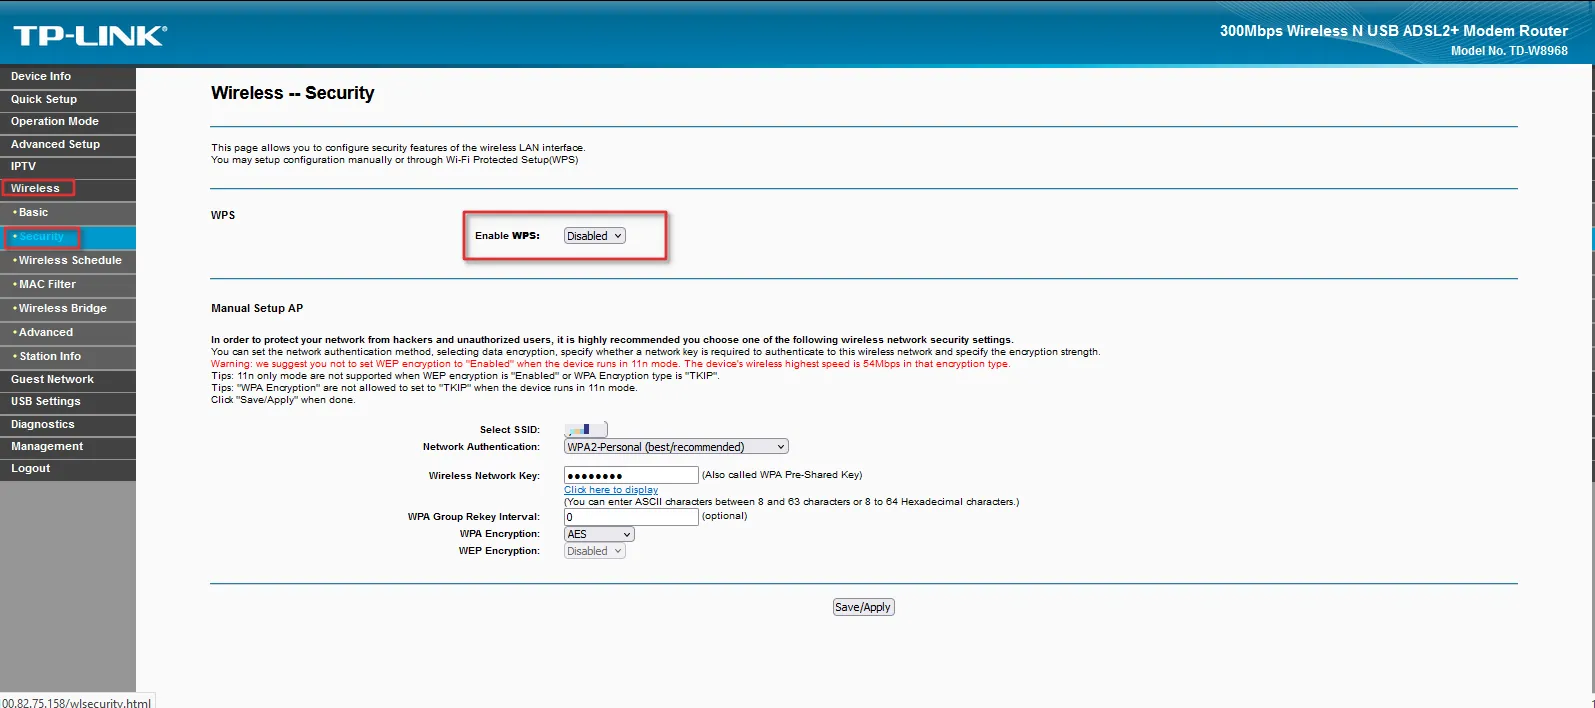 TP-LINK®
300Mbps Wireless N USB ADSL2+ Modem Router
Model No. TD-W8968
Device Info
Quick Setup
Operation Mode
Advanced Setup
IPTV
Wireless
•Basic
•Security
•Wireless Schedule
•MAC Filter
•Wireless Bridge
•Advanced
•Station Info
Guest Network
USB Settings
Diagnostics
Management
Logout
Wireless -- Security
This page allows you to configure security features of the wireless LAN interface.
You may setup configuration manually or through Wi-Fi Protected Setup(WPS)
WPS
Enable WPS: Disabled
Manual Setup AP
In order to protect your network from hackers and unauthorized users, it is highly recommended you choose one of the following wireless network security settings.
You can set the network authentication method, selecting data encryption, specify whether a network key is required to authenticate to this wireless network and specify the encryption strength.
Warning: we suggest you not to set WEP encryption to "Enabled" when the device runs in 11n mode. The device's wireless highest speed is 54Mbps in that encryption type.
Tips: 11n only mode are not supported when WEP encryption is "Enabled" or WPA Encryption type is "TKIP".
Tips: "WPA Encryption" are not allowed to set to "TKIP" when the device runs in 11n mode.
Click "Save/Apply" when done.
Select SSID:
Network Authentication: WPA2-Personal (best/recommended)
Wireless Network Key: ●●●●●●●● (Also called WPA Pre-Shared Key)
Click here to display
(You can enter ASCII characters between 8 and 63 characters or 8 to 64 Hexadecimal characters.)
WPA Group Rekey Interval: 0 (optional)
WPA Encryption: AES
WEP Encryption: Disabled
Save/Apply
00.82.75.158/wlsecurity.html